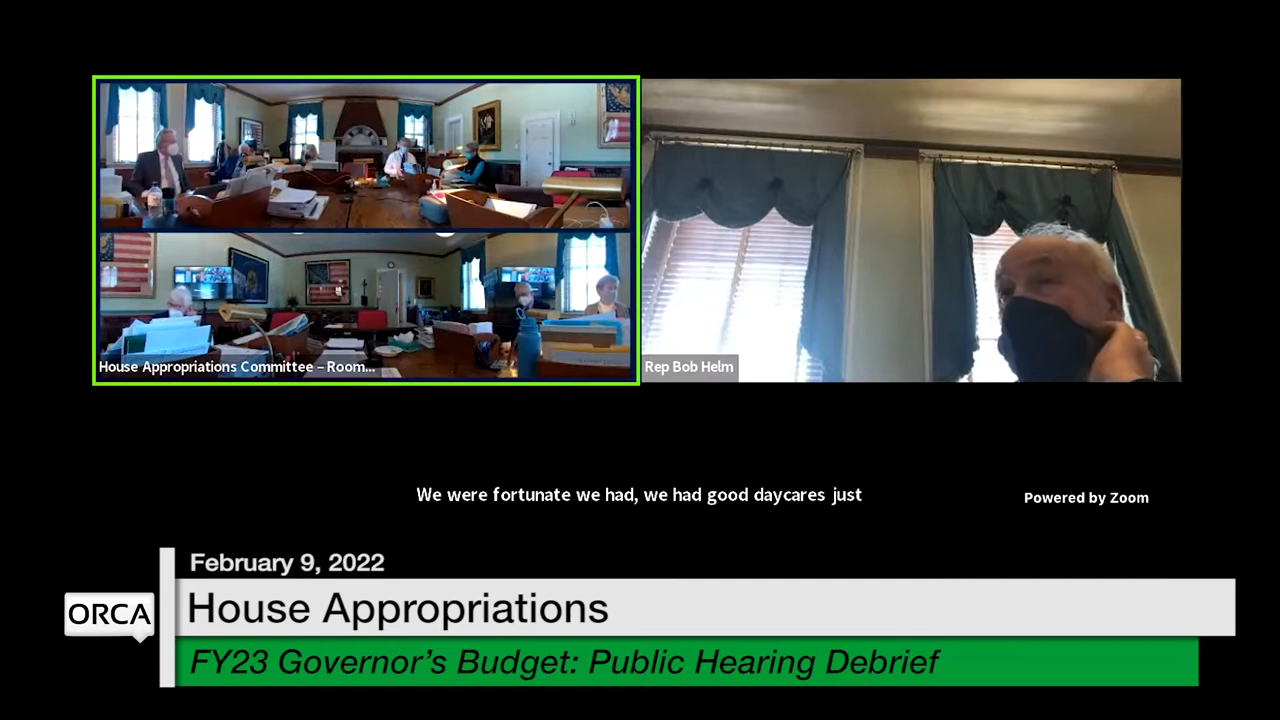 House Appropriations Committee – Room...
Rep Bob Helm
We were fortunate we had, we had good daycares just
Powered by Zoom
February 9, 2022
ORCA
House Appropriations
FY23 Governor's Budget: Public Hearing Debrief